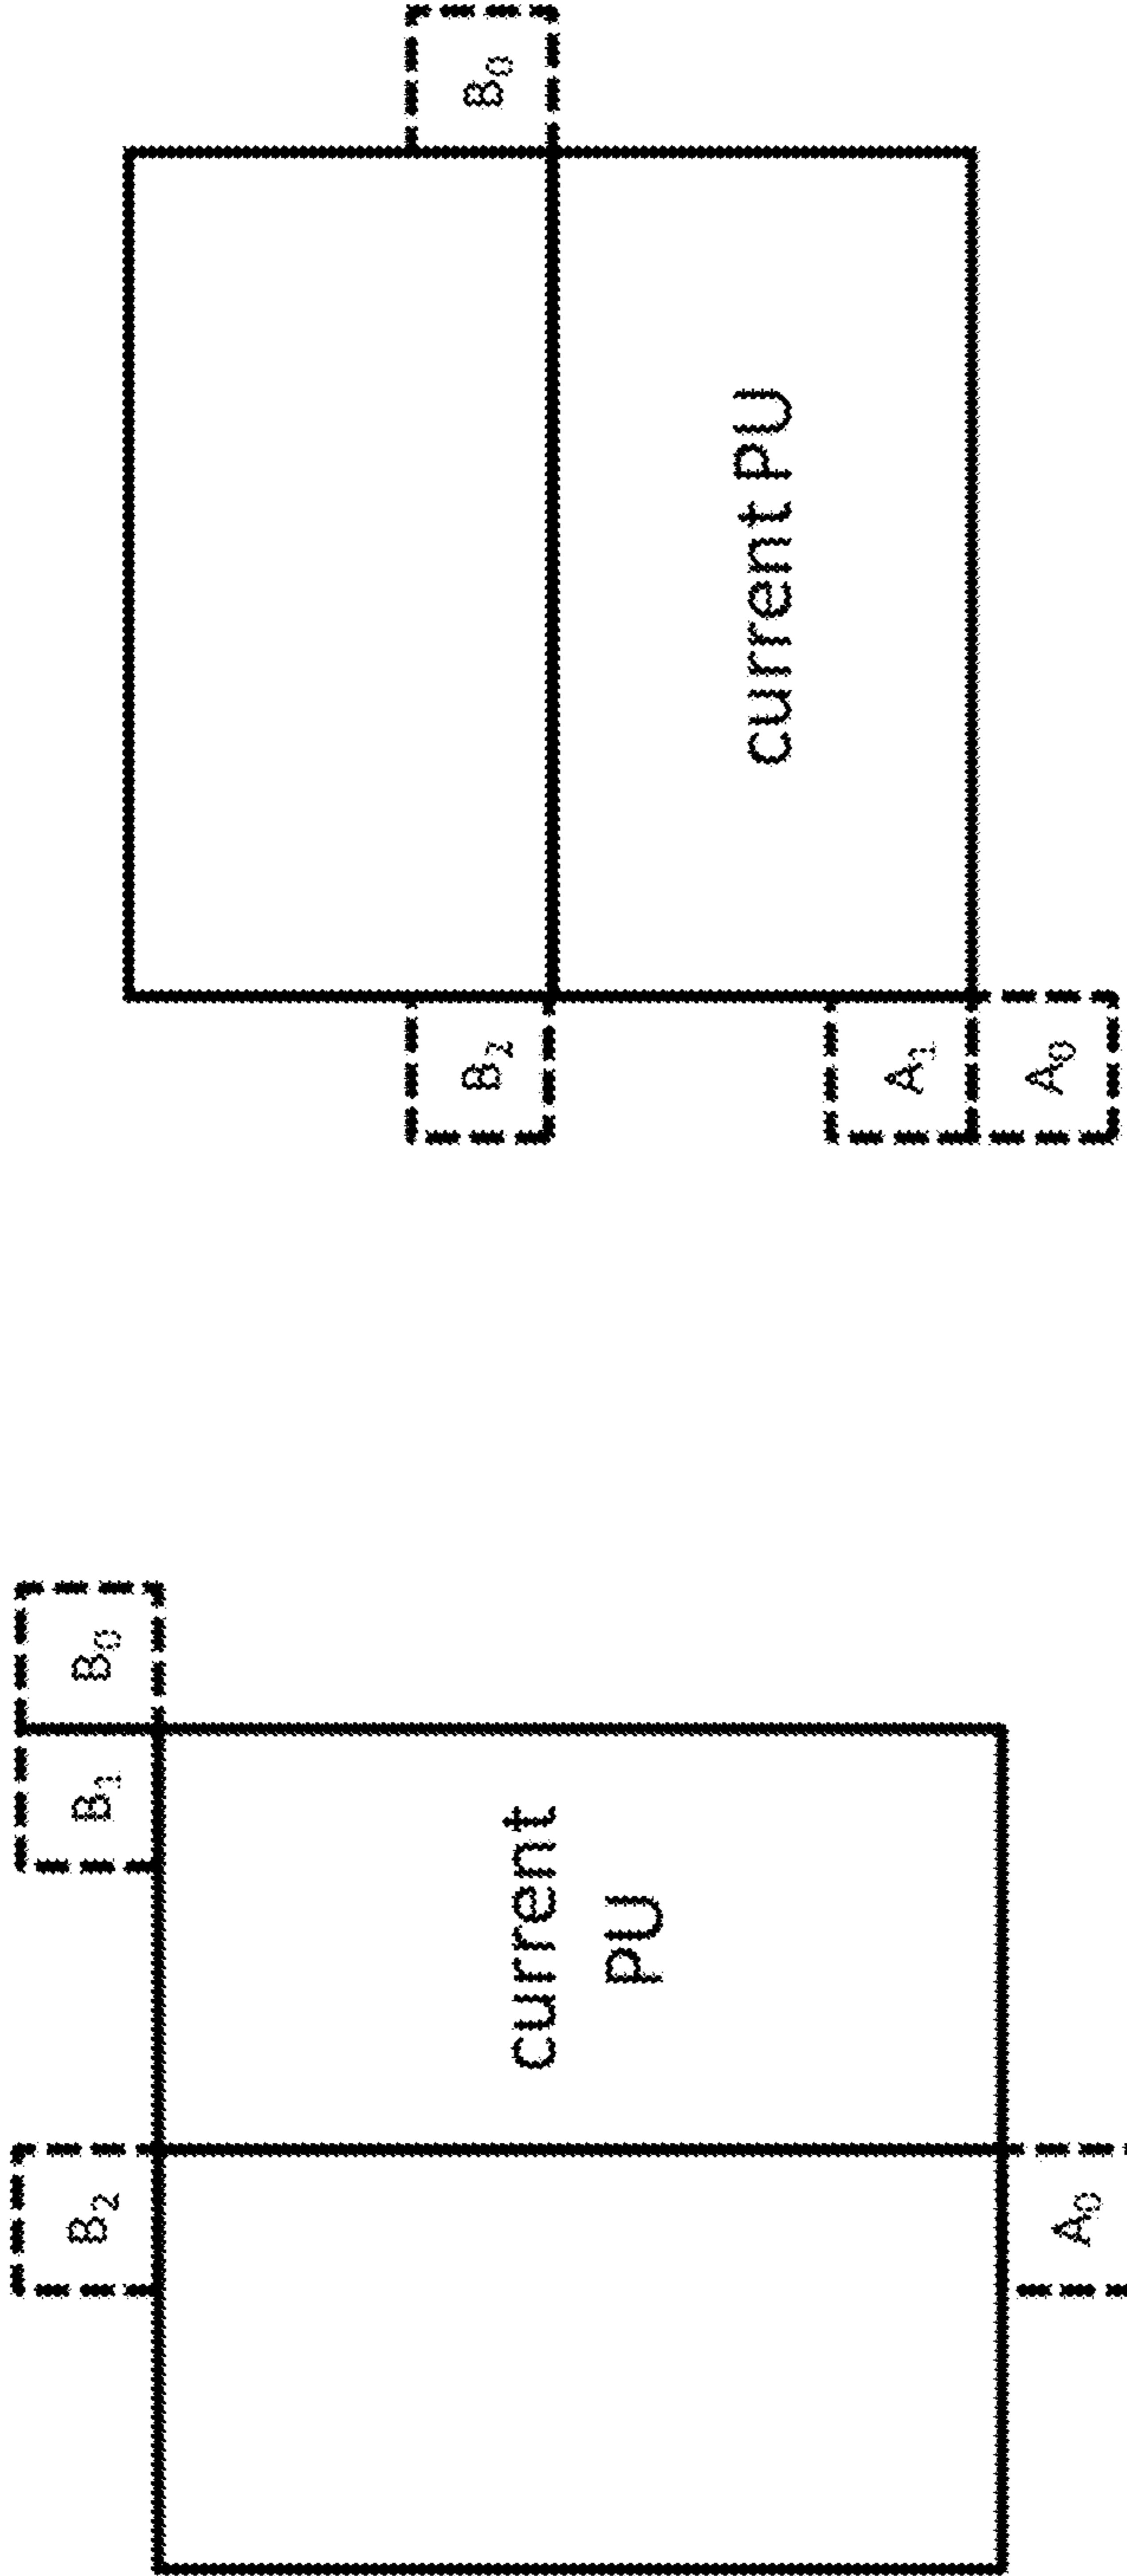 B₂ B₁ B₀
current
PU
A₀
B₂ B₀
current PU
A₁
A₀